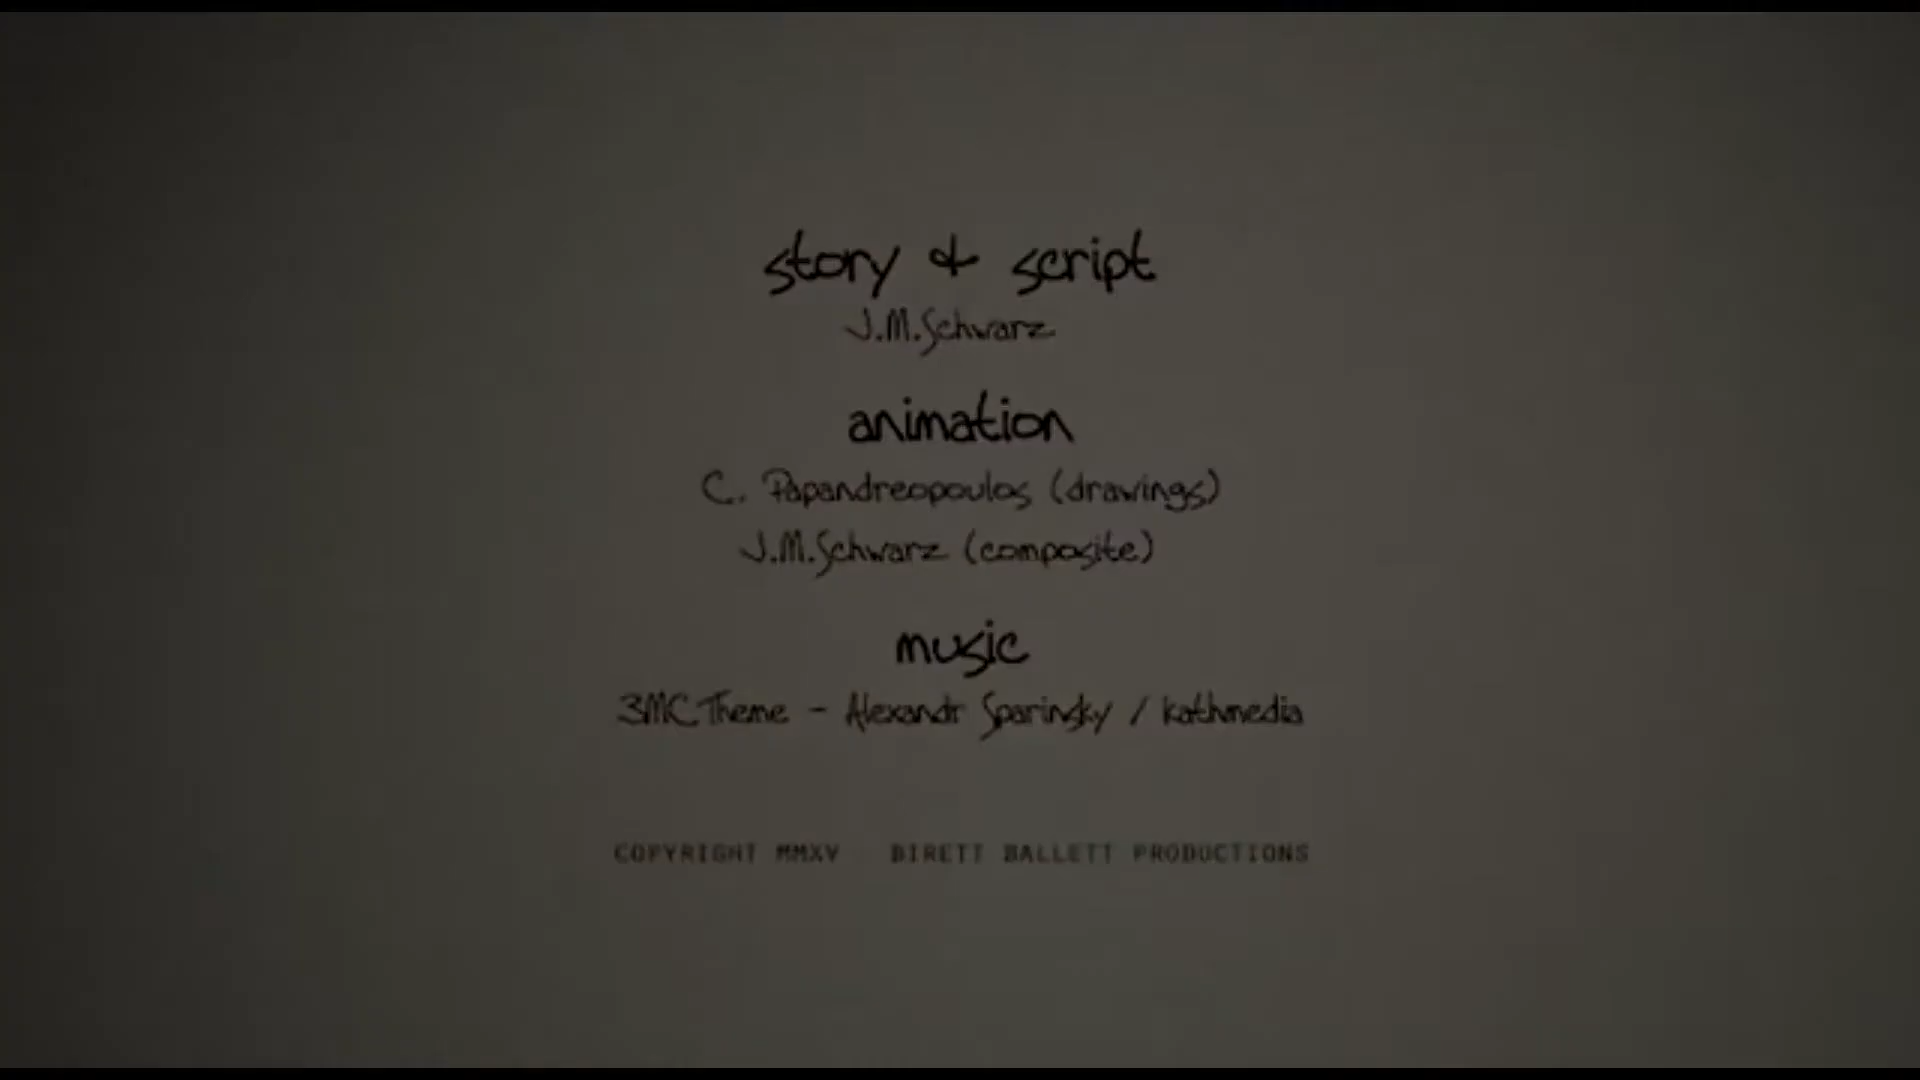 story & script
J.M.Schwarz
animation
C. Papandreopoulos (drawings)
J.M.Schwarz (composite)
music
3MC Theme - Alexandr Sparinsky / kathmedia
COPYRIGHT MMXV BIRETT BALLETT PRODUCTIONS